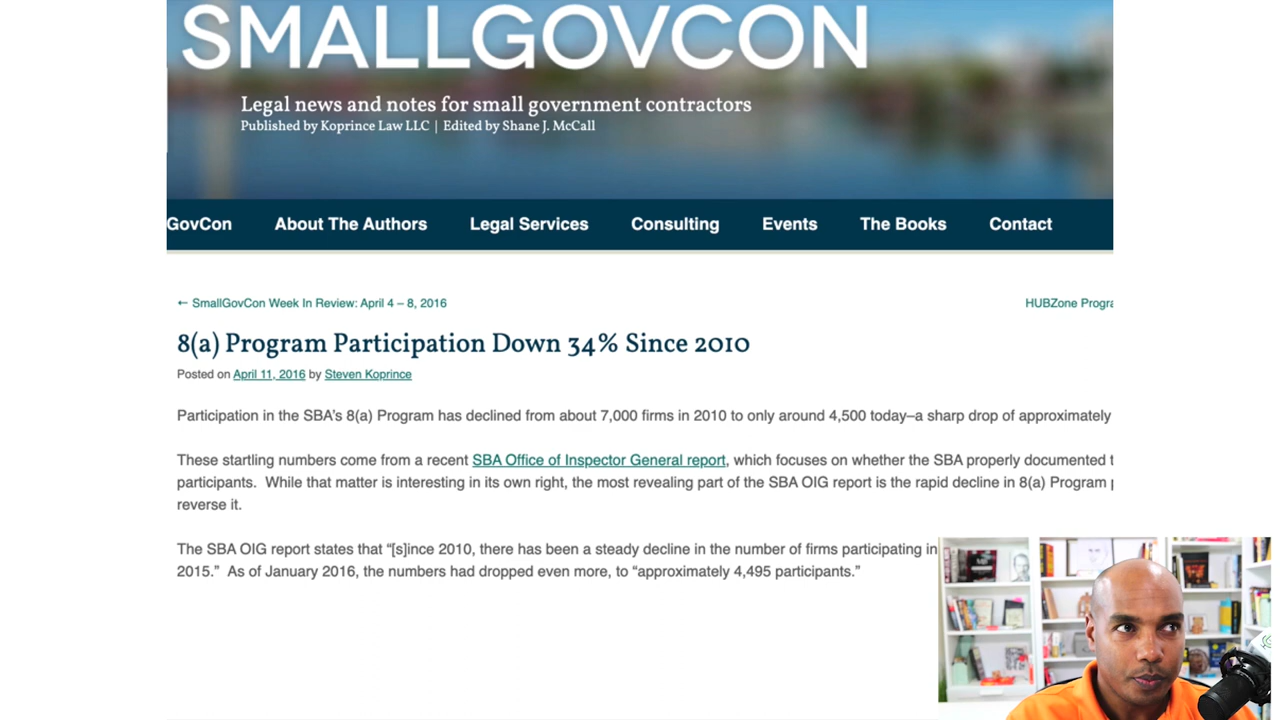 SMALLGOVCON
Legal news and notes for small government contractors
Published by Koprince Law LLC | Edited by Shane J. McCall
GovCon About The Authors Legal Services Consulting Events The Books Contact
← SmallGovCon Week In Review: April 4 – 8, 2016 HUBZone Progra
8(a) Program Participation Down 34% Since 2010
Posted on April 11, 2016 by Steven Koprince
Participation in the SBA’s 8(a) Program has declined from about 7,000 firms in 2010 to only around 4,500 today–a sharp drop of approximately
These startling numbers come from a recent SBA Office of Inspector General report, which focuses on whether the SBA properly documented t
participants. While that matter is interesting in its own right, the most revealing part of the SBA OIG report is the rapid decline in 8(a) Program p
reverse it.
The SBA OIG report states that “[s]ince 2010, there has been a steady decline in the number of firms participating in
2015.” As of January 2016, the numbers had dropped even more, to “approximately 4,495 participants.”